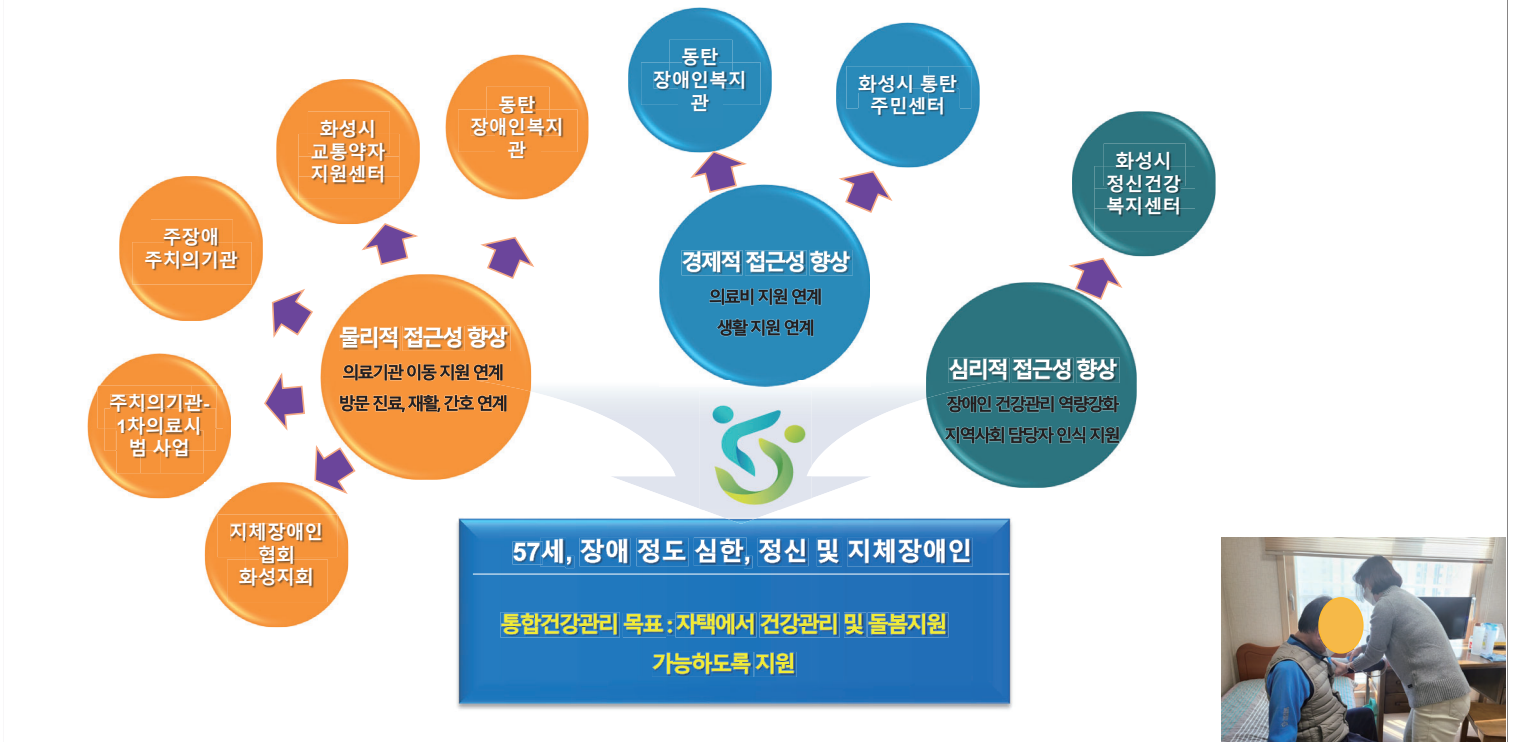 동탄
장애인복지
관
화성시 통탄
주민센터
동탄
장애인복지
관
화성시
교통약자
지원센터
화성시
정신건강
복지센터
주장애
주치의기관
경제적 접근성 향상
의료비 지원 연계
생활 지원 연계
물리적 접근성 향상
의료기관 이동 지원 연계
방문 진료, 재활, 간호 연계
심리적 접근성 향상
장애인 건강관리 역량강화
지역사회 담당자 인식 지원
주치의기관-
1차의료시
범 사업
지체장애인
협회
화성지회
57세, 장애 정도 심한, 정신 및 지체장애인
통합건강관리 목표 : 자택에서 건강관리 및 돌봄지원
가능하도록 지원